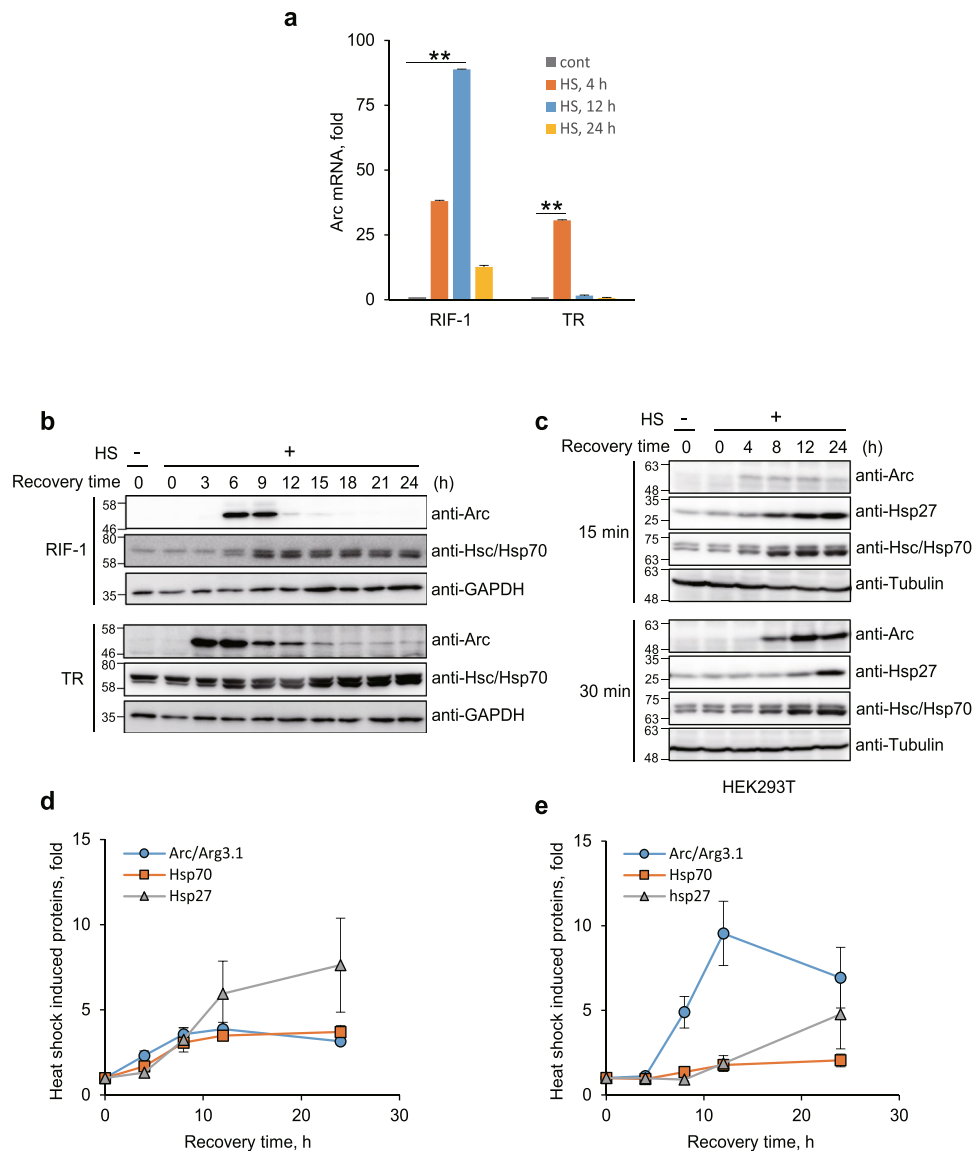 a
100
75
50
25
0
Arc mRNA, fold
**
**
cont
HS, 4 h
HS, 12 h
HS, 24 h
RIF-1
TR
b
HS - +
Recovery time 0 0 3 6 9 12 15 18 21 24 (h)
RIF-1
58
46
anti-Arc
80
58
anti-Hsc/Hsp70
35
anti-GAPDH
TR
58
46
anti-Arc
80
58
anti-Hsc/Hsp70
35
anti-GAPDH
c
HS - +
Recovery time 0 0 4 8 12 24 (h)
15 min
63
48
anti-Arc
35
25
anti-Hsp27
75
63
anti-Hsc/Hsp70
63
48
anti-Tubulin
30 min
63
53
anti-Arc
35
25
anti-Hsp27
75
63
anti-Hsc/Hsp70
63
48
anti-Tubulin
HEK293T
d
15
10
5
0
Heat shock induced proteins, fold
Arc/Arg3.1
Hsp70
Hsp27
0 10 20 30
Recovery time, h
e
15
10
5
0
Heat shock induced proteins, fold
Arc/Arg3.1
Hsp70
hsp27
0 10 20 30
Recovery time, h